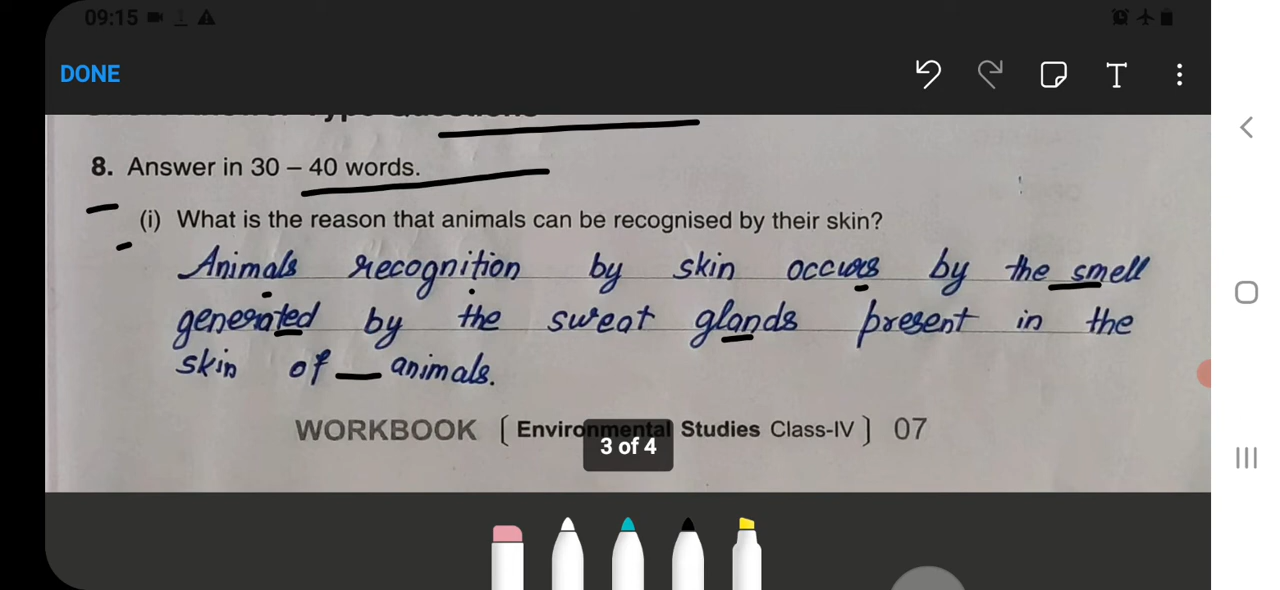 09:15
DONE
T
8. Answer in 30 – 40 words.
(i) What is the reason that animals can be recognised by their skin?
Animals recognition by skin occurs by the smell
generated by the sweat glands present in the
skin of animals.
WORKBOOK [Environmental Studies Class-IV] 07
3 of 4